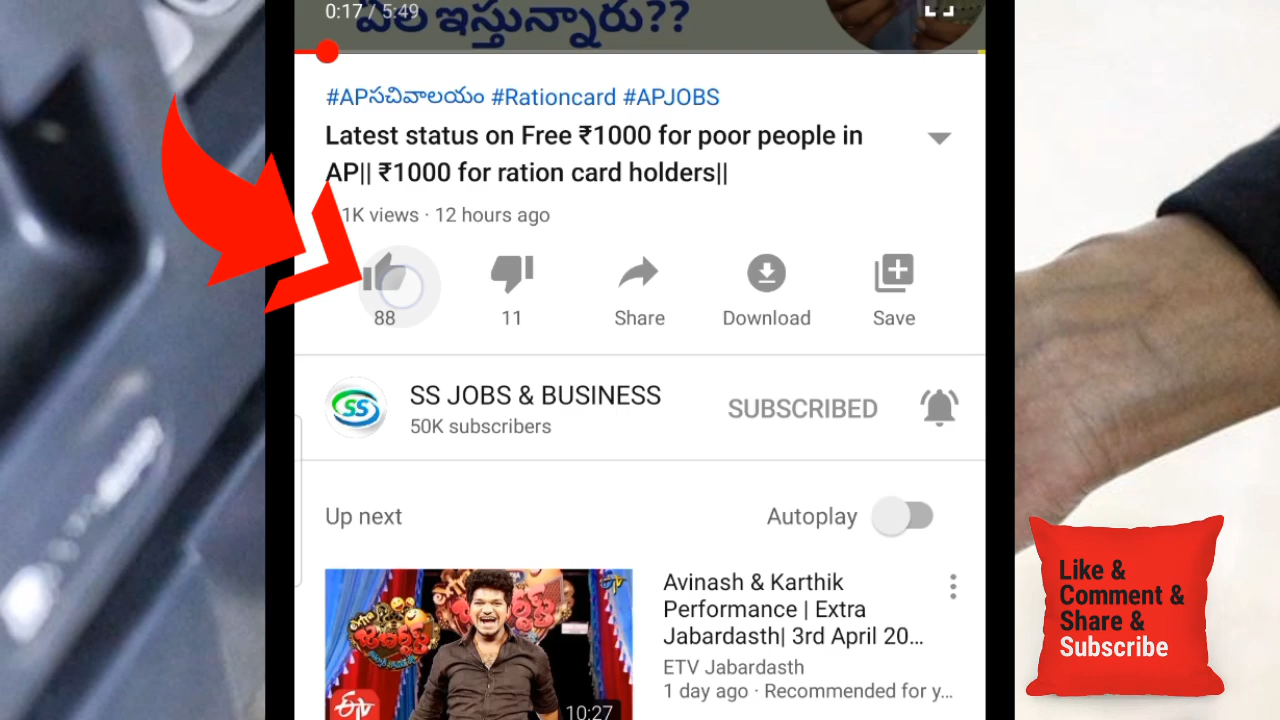 0:17 / 5:49
ఇస్తున్నారు??
#APసచివాలయం #Rationcard #APJOBS
Latest status on Free ₹1000 for poor people in
AP|| ₹1000 for ration card holders||
1K views · 12 hours ago
88
11
Share
Download
Save
SS
SS JOBS & BUSINESS
50K subscribers
SUBSCRIBED
Up next
Autoplay
Avinash & Karthik
Performance | Extra
Jabardasth| 3rd April 20...
ETV Jabardasth
1 day ago · Recommended for y...
10:27
Like &
Comment &
Share &
Subscribe